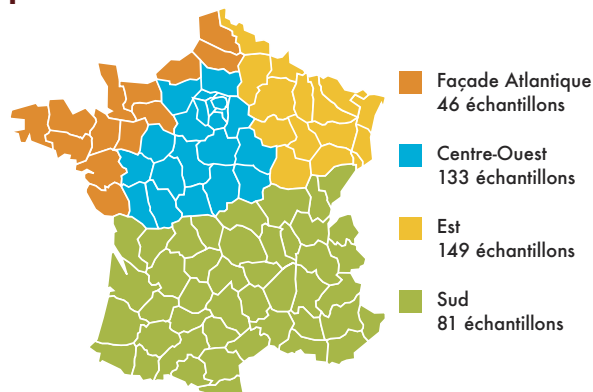 Façade Atlantique
46 échantillons
Centre-Ouest
133 échantillons
Est
149 échantillons
Sud
81 échantillons